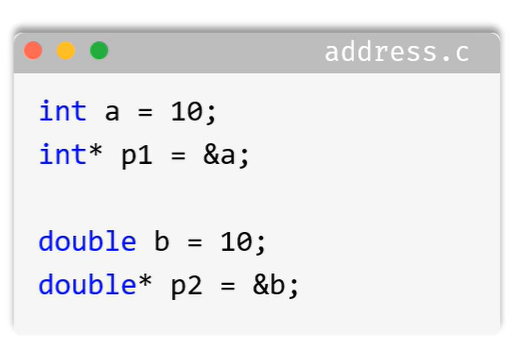 address.c
int a = 10;
int* p1 = &a;
double b = 10;
double* p2 = &b;